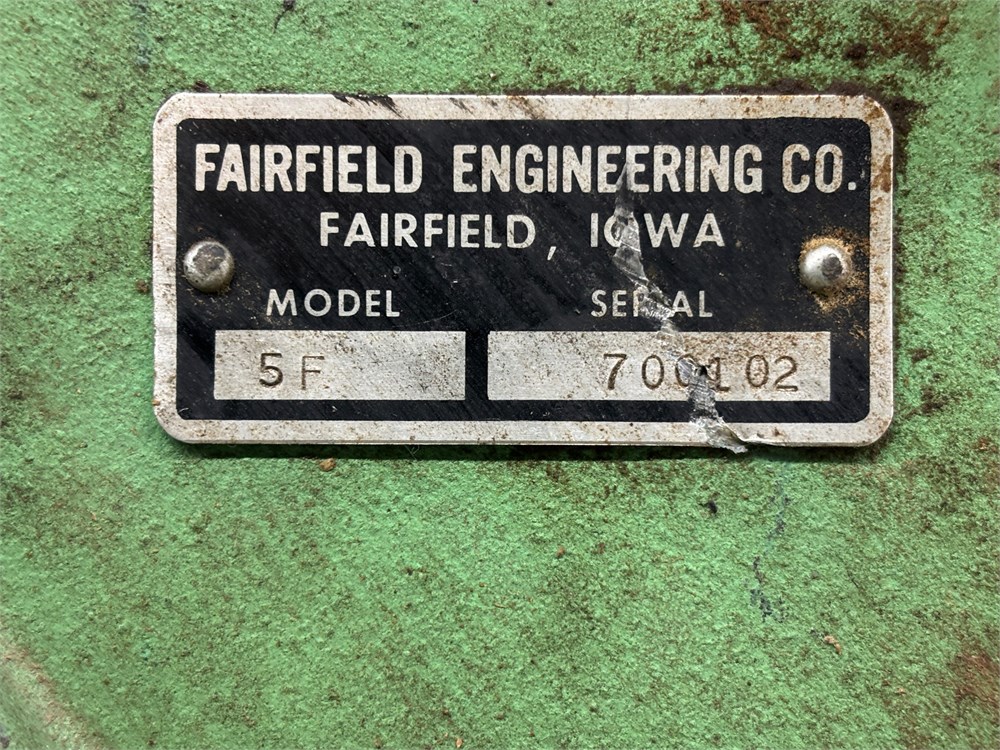 FAIRFIELD ENGINEERING CO.
FAIRFIELD, IOWA
MODEL SERIAL
5F 700102